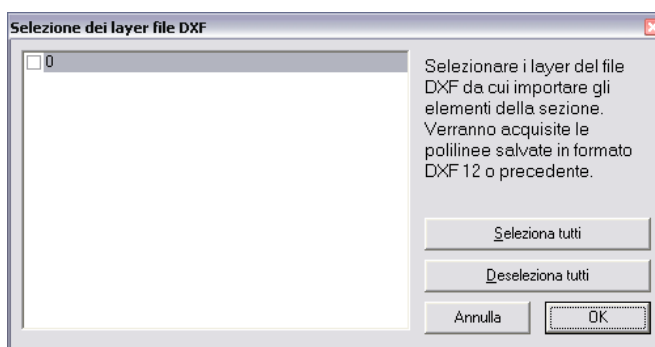 Selezione dei layer file DXF
0
Selezionare i layer del file
DXF da cui importare gli
elementi della sezione.
Verranno acquisite le
polilinee salvate in formato
DXF 12 o precedente.
Seleziona tutti
Deseleziona tutti
Annulla
OK